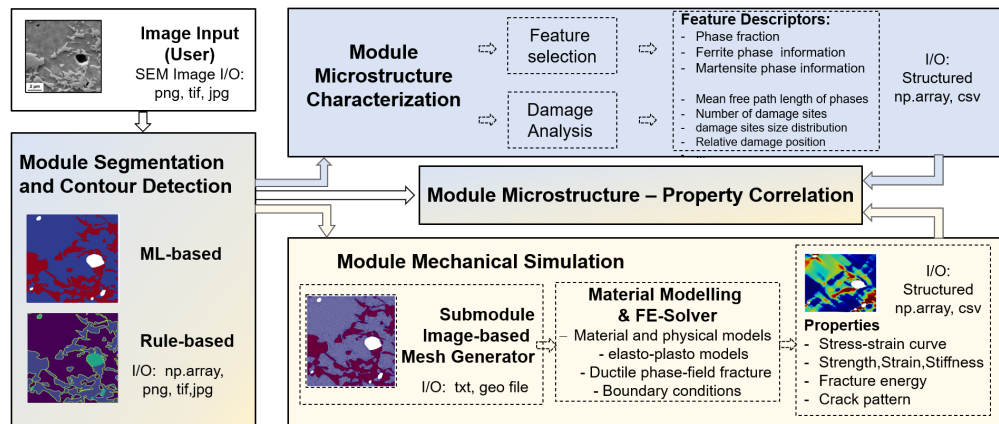 Image Input
(User)
SEM Image I/O:
png, tif, jpg
2 μm
Module Segmentation
and Contour Detection
ML-based
Rule-based
I/O: np.array,
png, tif,jpg
Module
Microstructure
Characterization
Feature
selection
Damage
Analysis
Feature Descriptors:
- Phase fraction
- Ferrite phase information
- Martensite phase information
- Mean free path length of phases
- Number of damage sites
- damage sites size distribution
- Relative damage position
- ...
I/O:
Structured
np.array, csv
Module Microstructure – Property Correlation
Module Mechanical Simulation
Submodule
Image-based
Mesh Generator
I/O: txt, geo file
Material Modelling
& FE-Solver
– Material and physical models
- elasto-plasto models
- Ductile phase-field fracture
- Boundary conditions
I/O:
Structured
np.array, csv
Properties
- Stress-strain curve
- Strength,Strain,Stiffness
- Fracture energy
- Crack pattern